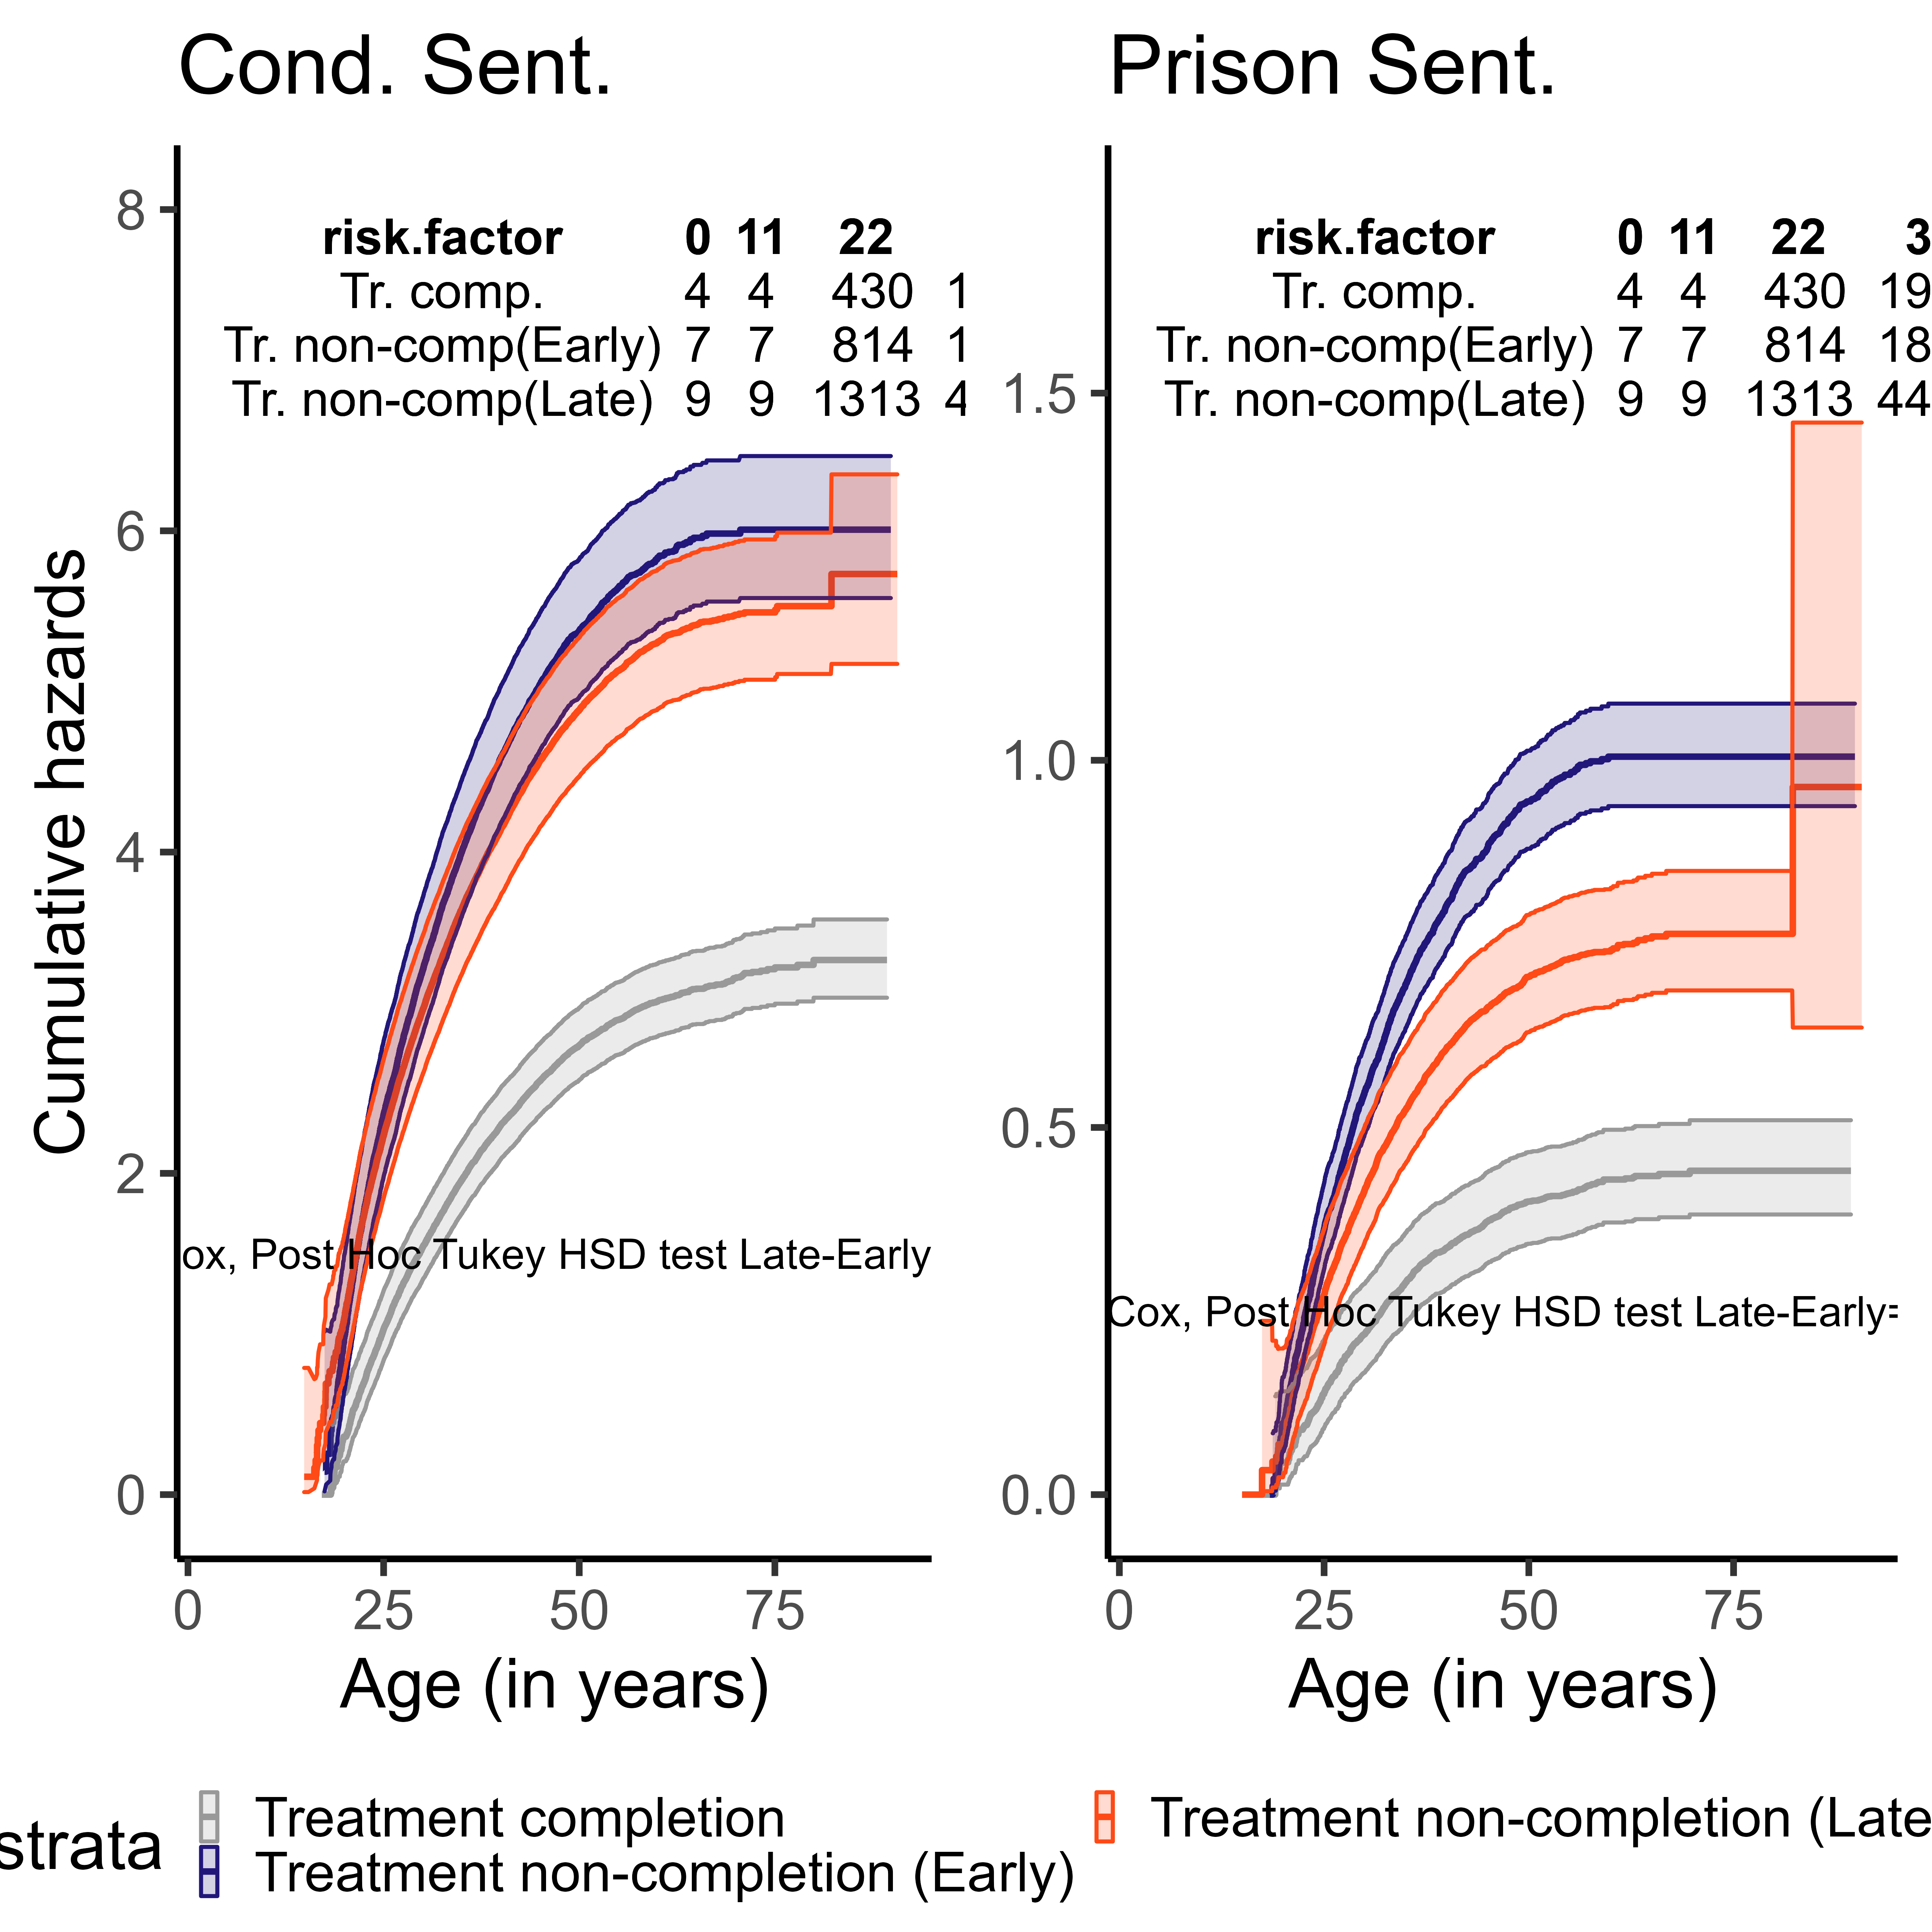 Cond. Sent.
Prison Sent.
Cumulative hazards
8
6
4
2
0
risk.factor 0 11 22
Tr. comp. 4 4 430 1
Tr. non-comp(Early) 7 7 814 1
Tr. non-comp(Late) 9 9 1313 4
ox, Post Hoc Tukey HSD test Late-Early
0 25 50 75
Age (in years)
1.5
1.0
0.5
0.0
risk.factor 0 11 22 3
Tr. comp. 4 4 430 19
Tr. non-comp(Early) 7 7 814 18
Tr. non-comp(Late) 9 9 1313 44
Cox, Post Hoc Tukey HSD test Late-Early=
0 25 50 75
Age (in years)
strata
Treatment completion
Treatment non-completion (Early)
Treatment non-completion (Late